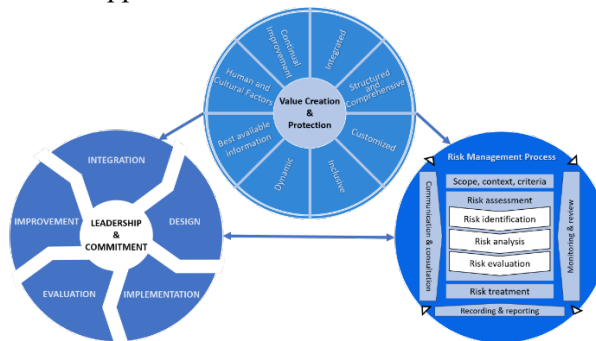 Continual
Improvement
Integrated
Human and
Cultural Factors
Structured
and
Comprehensive
Value Creation
&
Protection
Best available
information
Customized
Dynamic
Inclusive
INTEGRATION
IMPROVEMENT
DESIGN
LEADERSHIP
&
COMMITMENT
EVALUATION
IMPLEMENTATION
Risk Management Process
Scope, context, criteria
Risk assessment
Risk identification
Risk analysis
Risk evaluation
Risk treatment
Communication & consultation
Monitoring & review
Recording & reporting